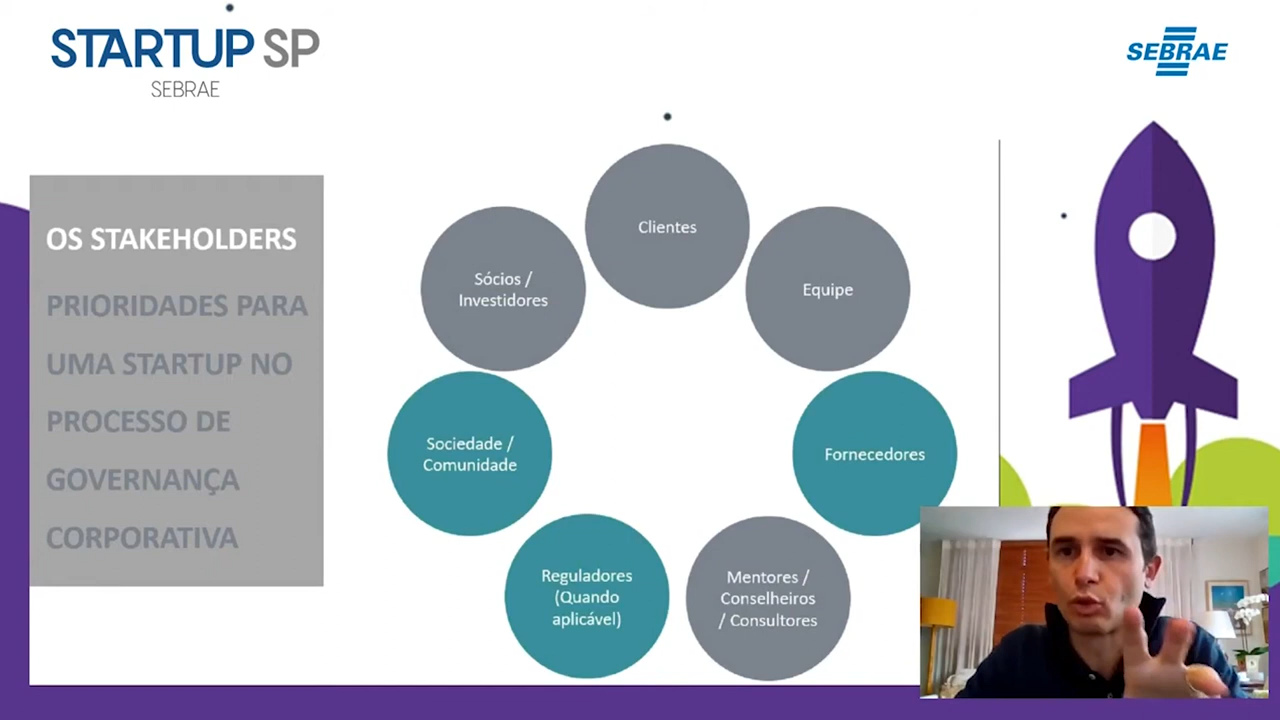 STARTUP SP
SEBRAE
SEBRAE
OS STAKEHOLDERS
PRIORIDADES PARA
UMA STARTUP NO
PROCESSO DE
GOVERNANÇA
CORPORATIVA
Clientes
Sócios /
Investidores
Equipe
Sociedade /
Comunidade
Fornecedores
Reguladores
(Quando
aplicável)
Mentores /
Conselheiros
/ Consultores